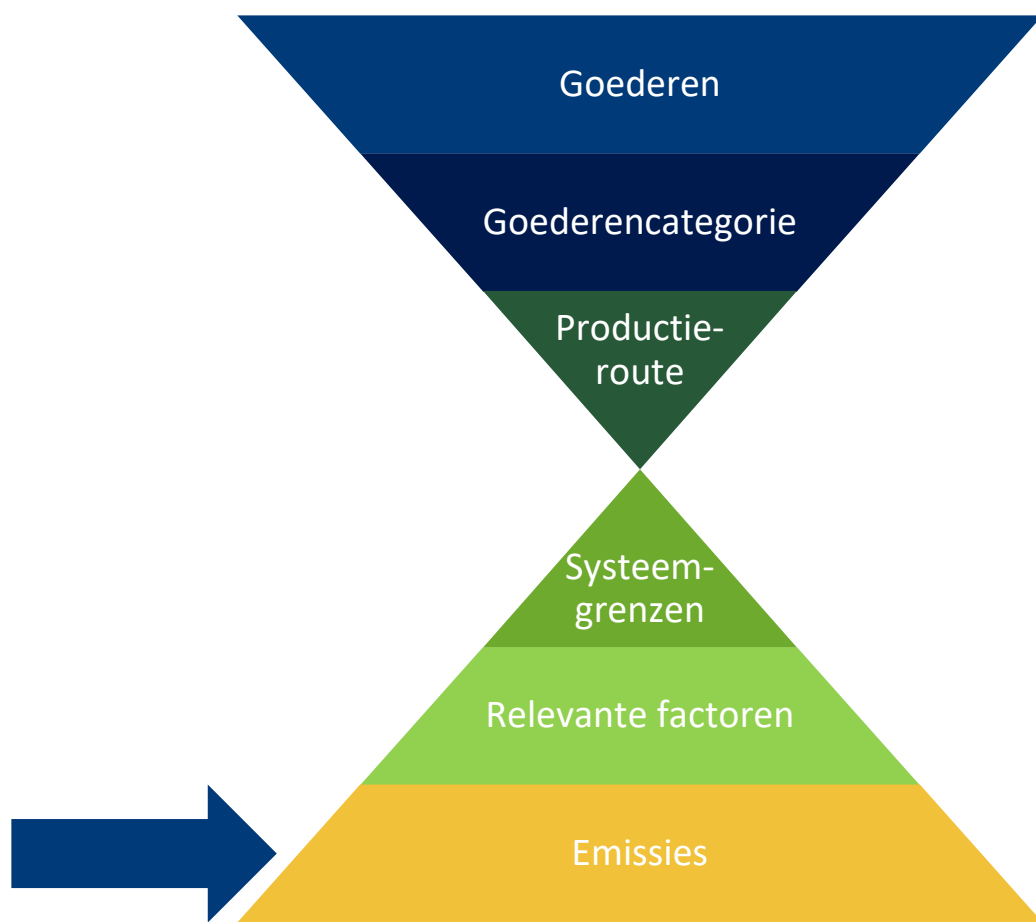 Goederen
Goederencategorie
Productie-
route
Systeem-
grenzen
Relevante factoren
Emissies